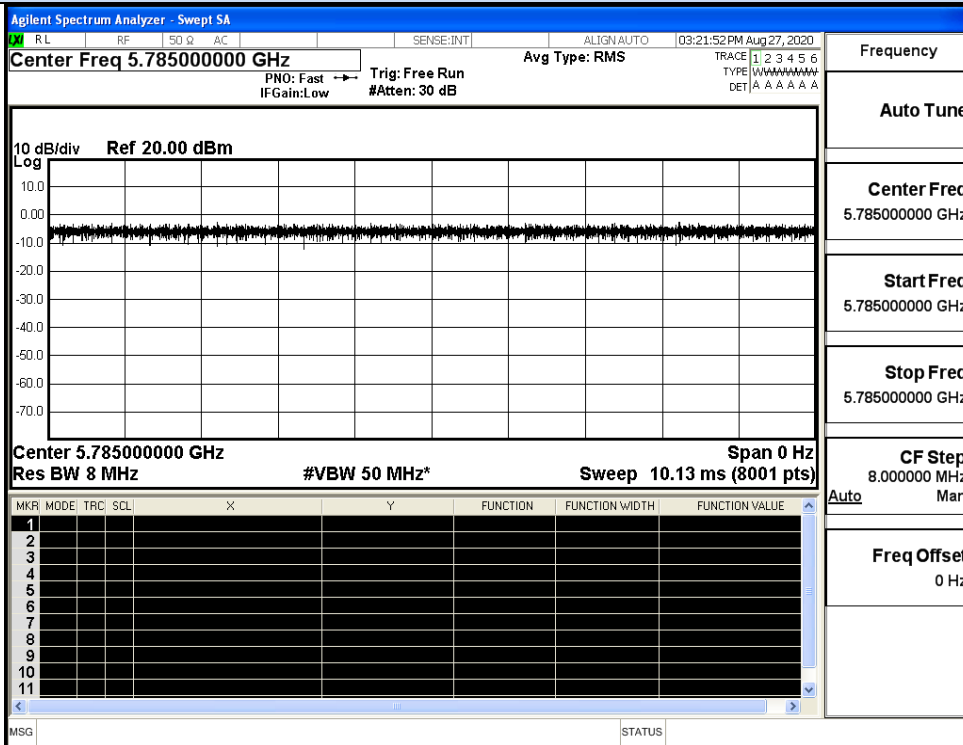 Agilent Spectrum Analyzer - Swept SA
LXI RL RF 50 Ω AC SENSE:INT ALIGN AUTO 03:21:52 PM Aug 27, 2020
Center Freq 5.785000000 GHz
PNO: Fast
IFGain:Low
Trig: Free Run
#Atten: 30 dB
Avg Type: RMS
TRACE 1 2 3 4 5 6
TYPE WWWWWW
DET A A A A A A
10 dB/div Ref 20.00 dBm
Log
10.0
0.00
-10.0
-20.0
-30.0
-40.0
-50.0
-60.0
-70.0
Center 5.785000000 GHz Span 0 Hz
Res BW 8 MHz #VBW 50 MHz* Sweep 10.13 ms (8001 pts)
MKR MODE TRC SCL X Y FUNCTION FUNCTION WIDTH FUNCTION VALUE
1
2
3
4
5
6
7
8
9
10
11
MSG STATUS
Frequency
Auto Tune
Center Freq
5.785000000 GHz
Start Freq
5.785000000 GHz
Stop Freq
5.785000000 GHz
CF Step
8.000000 MHz
Auto Man
Freq Offset
0 Hz